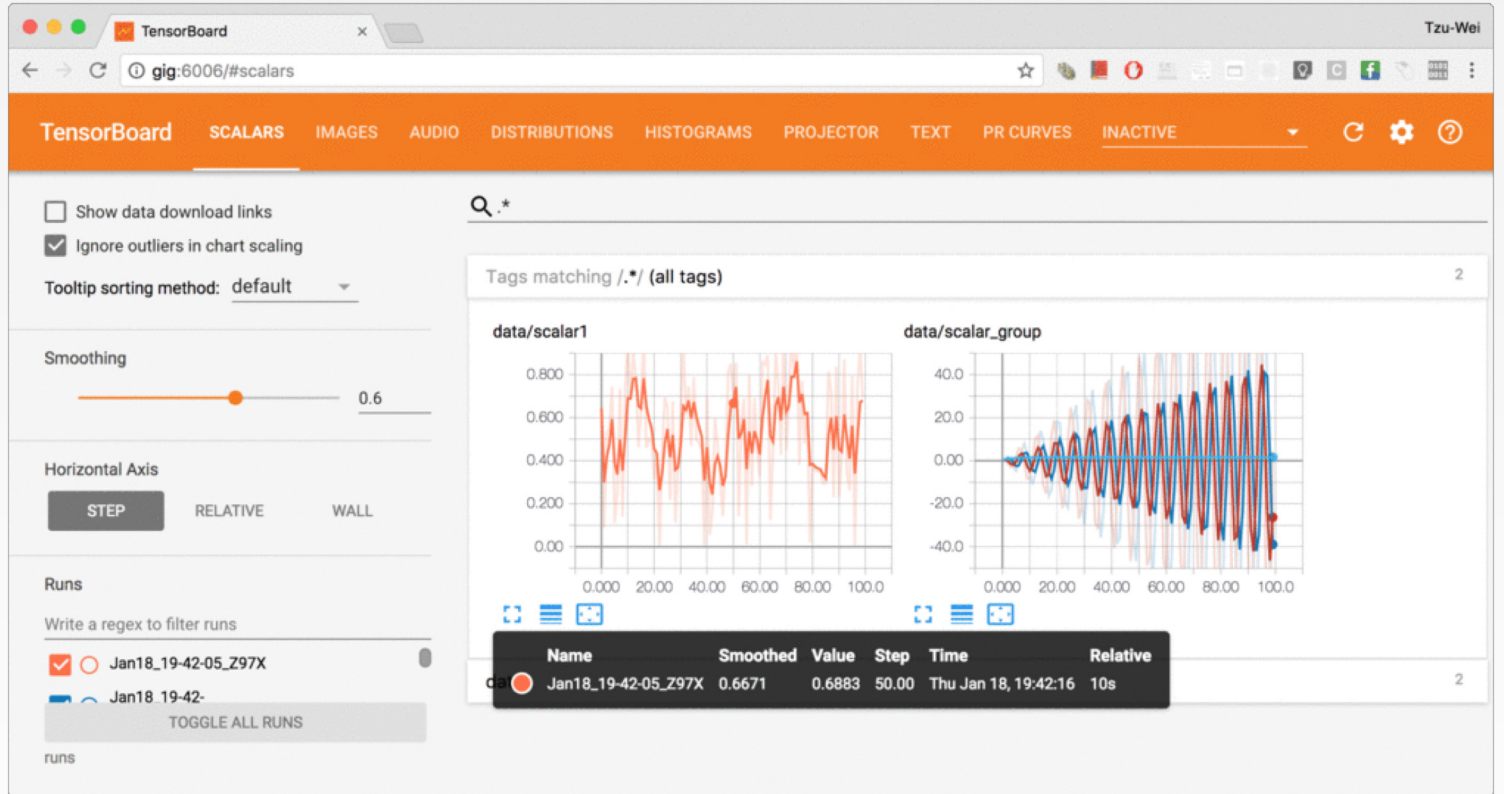 TensorBoard
Tzu-Wei
gig:6006/#scalars
TensorBoard SCALARS IMAGES AUDIO DISTRIBUTIONS HISTOGRAMS PROJECTOR TEXT PR CURVES INACTIVE
Show data download links
Ignore outliers in chart scaling
Tooltip sorting method: default
Smoothing
0.6
Horizontal Axis
STEP RELATIVE WALL
Runs
Write a regex to filter runs
Jan18_19-42-05_Z97X
Jan18_19-42-
TOGGLE ALL RUNS
runs
.*
Tags matching /.*/ (all tags) 2
data/scalar1
0.800
0.600
0.400
0.200
0.00
0.000 20.00 40.00 60.00 80.00 100.0
data/scalar_group
40.0
20.0
0.00
-20.0
-40.0
0.000 20.00 40.00 60.00 80.00 100.0
Name Smoothed Value Step Time Relative
Jan18_19-42-05_Z97X 0.6671 0.6883 50.00 Thu Jan 18, 19:42:16 10s
2